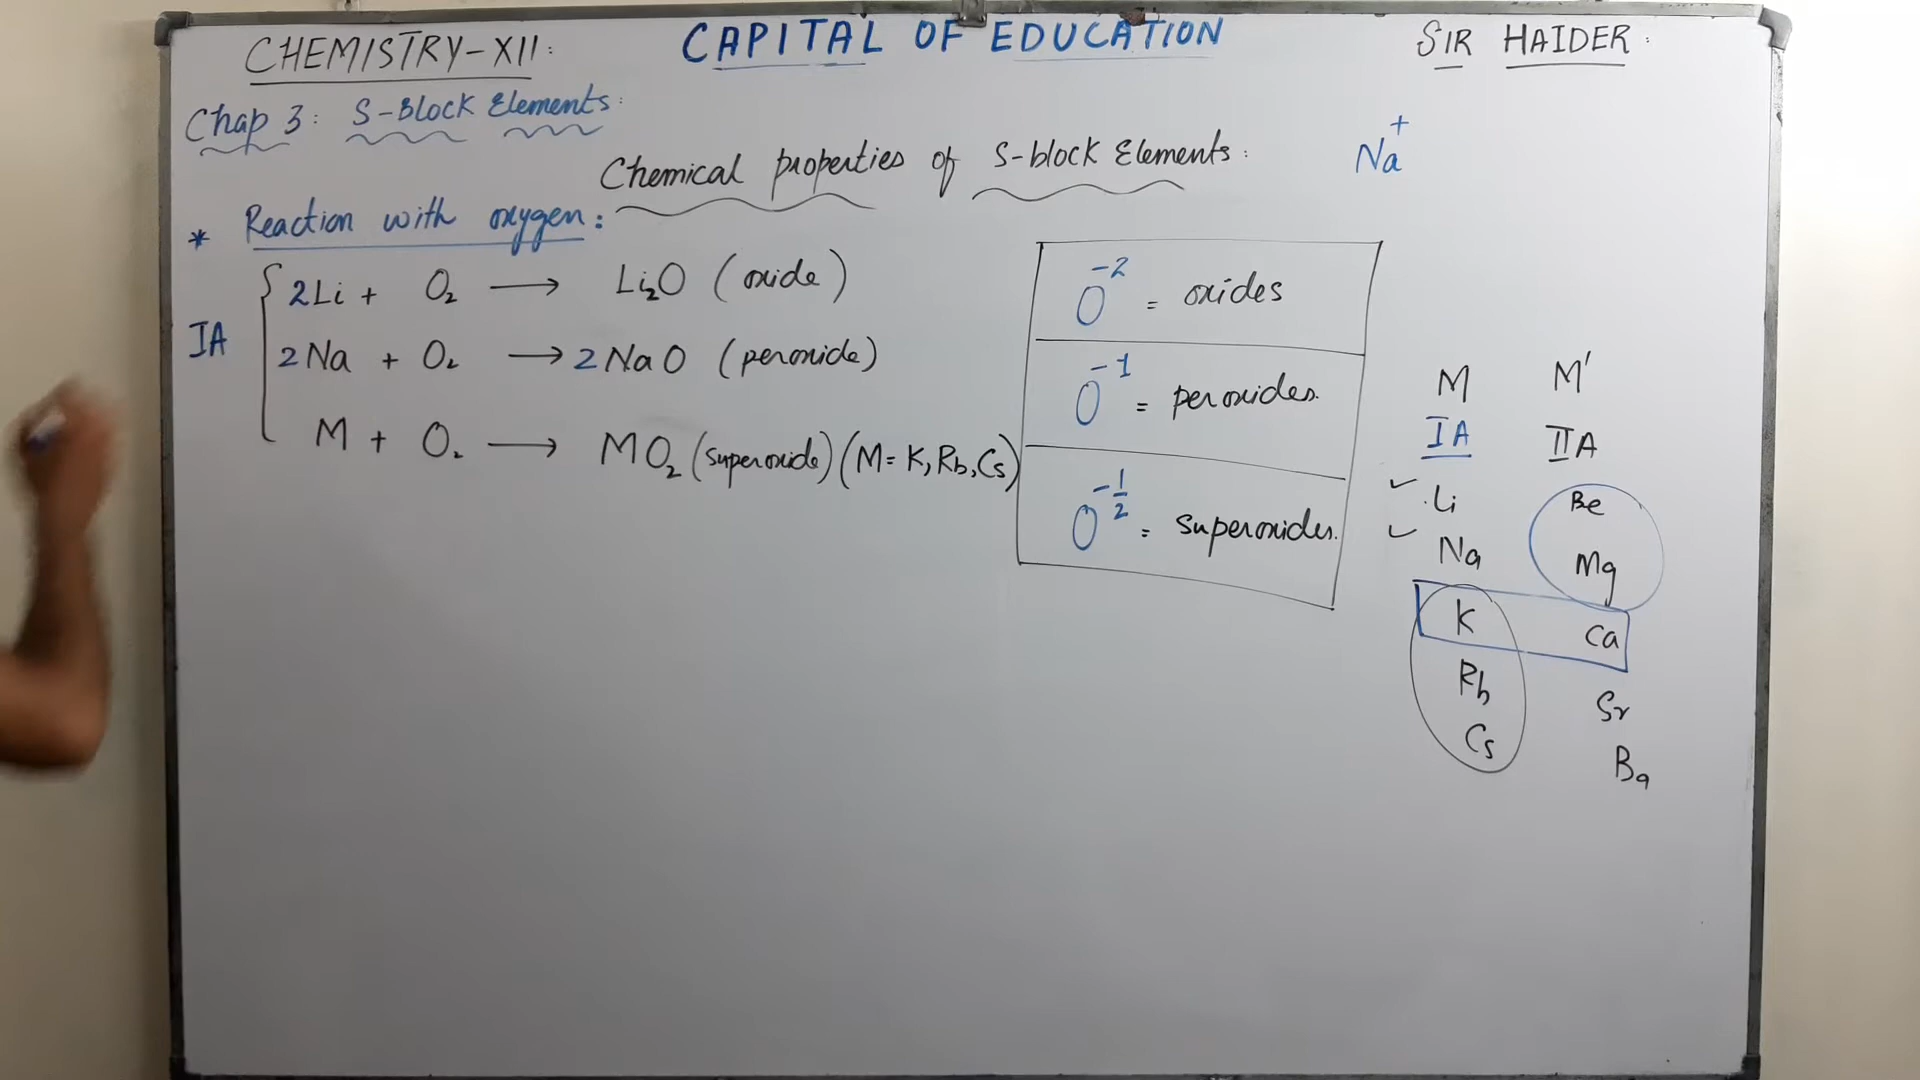 CHEMISTRY-XII: CAPITAL OF EDUCATION SIR HAIDER:
Chap 3: S-Block Elements:
Chemical properties of S-block Elements: Na⁺
* Reaction with oxygen:
2Li + O₂ → Li₂O (oxide)
IA
2Na + O₂ → 2NaO (peroxide)
M + O₂ → MO₂ (superoxide) (M = K, Rb, Cs)
O⁻² = oxides
O⁻¹ = peroxides.
O⁻¹/² = superoxides.
M M'
IA IIA
Li Be
Na Mg
K Ca
Rb Sr
Cs Ba